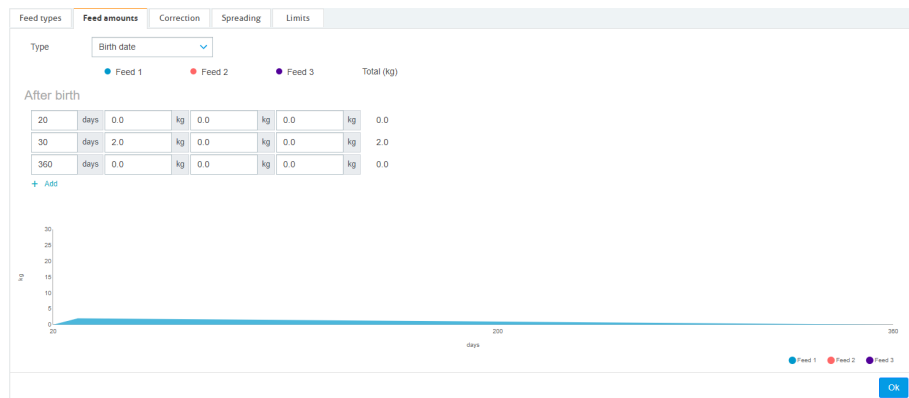 Feed types Feed amounts Correction Spreading Limits
Type Birth date
Feed 1 Feed 2 Feed 3 Total (kg)
After birth
20 days 0.0 kg 0.0 kg 0.0 kg 0.0
30 days 2.0 kg 0.0 kg 0.0 kg 2.0
360 days 0.0 kg 0.0 kg 0.0 kg 0.0
+ Add
30
25
20
15
10
5
0
kg
20 200 380
days
Feed 1 Feed 2 Feed 3
Ok